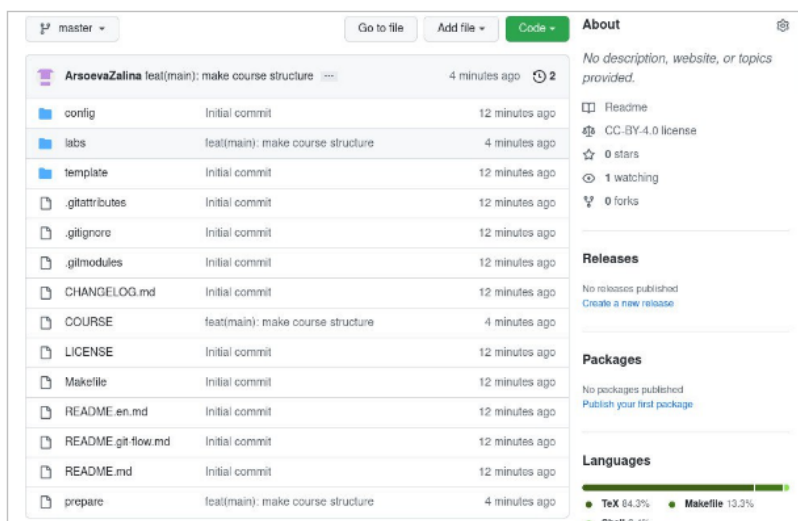 master
Go to file
Add file
Code
ArsoevaZalina feat(main): make course structure ...
4 minutes ago
2
config Initial commit 12 minutes ago
labs feat(main): make course structure 4 minutes ago
template Initial commit 12 minutes ago
.gitattributes Initial commit 12 minutes ago
.gitignore Initial commit 12 minutes ago
.gitmodules Initial commit 12 minutes ago
CHANGELOG.md Initial commit 12 minutes ago
COURSE feat(main): make course structure 4 minutes ago
LICENSE Initial commit 12 minutes ago
Makefile Initial commit 12 minutes ago
README.en.md Initial commit 12 minutes ago
README.git-flow.md Initial commit 12 minutes ago
README.md Initial commit 12 minutes ago
prepare feat(main): make course structure 4 minutes ago
About
No description, website, or topics
provided.
Readme
CC-BY-4.0 license
0 stars
1 watching
0 forks
Releases
No releases published
Create a new release
Packages
No packages published
Publish your first package
Languages
TeX 84.3% Makefile 13.3%